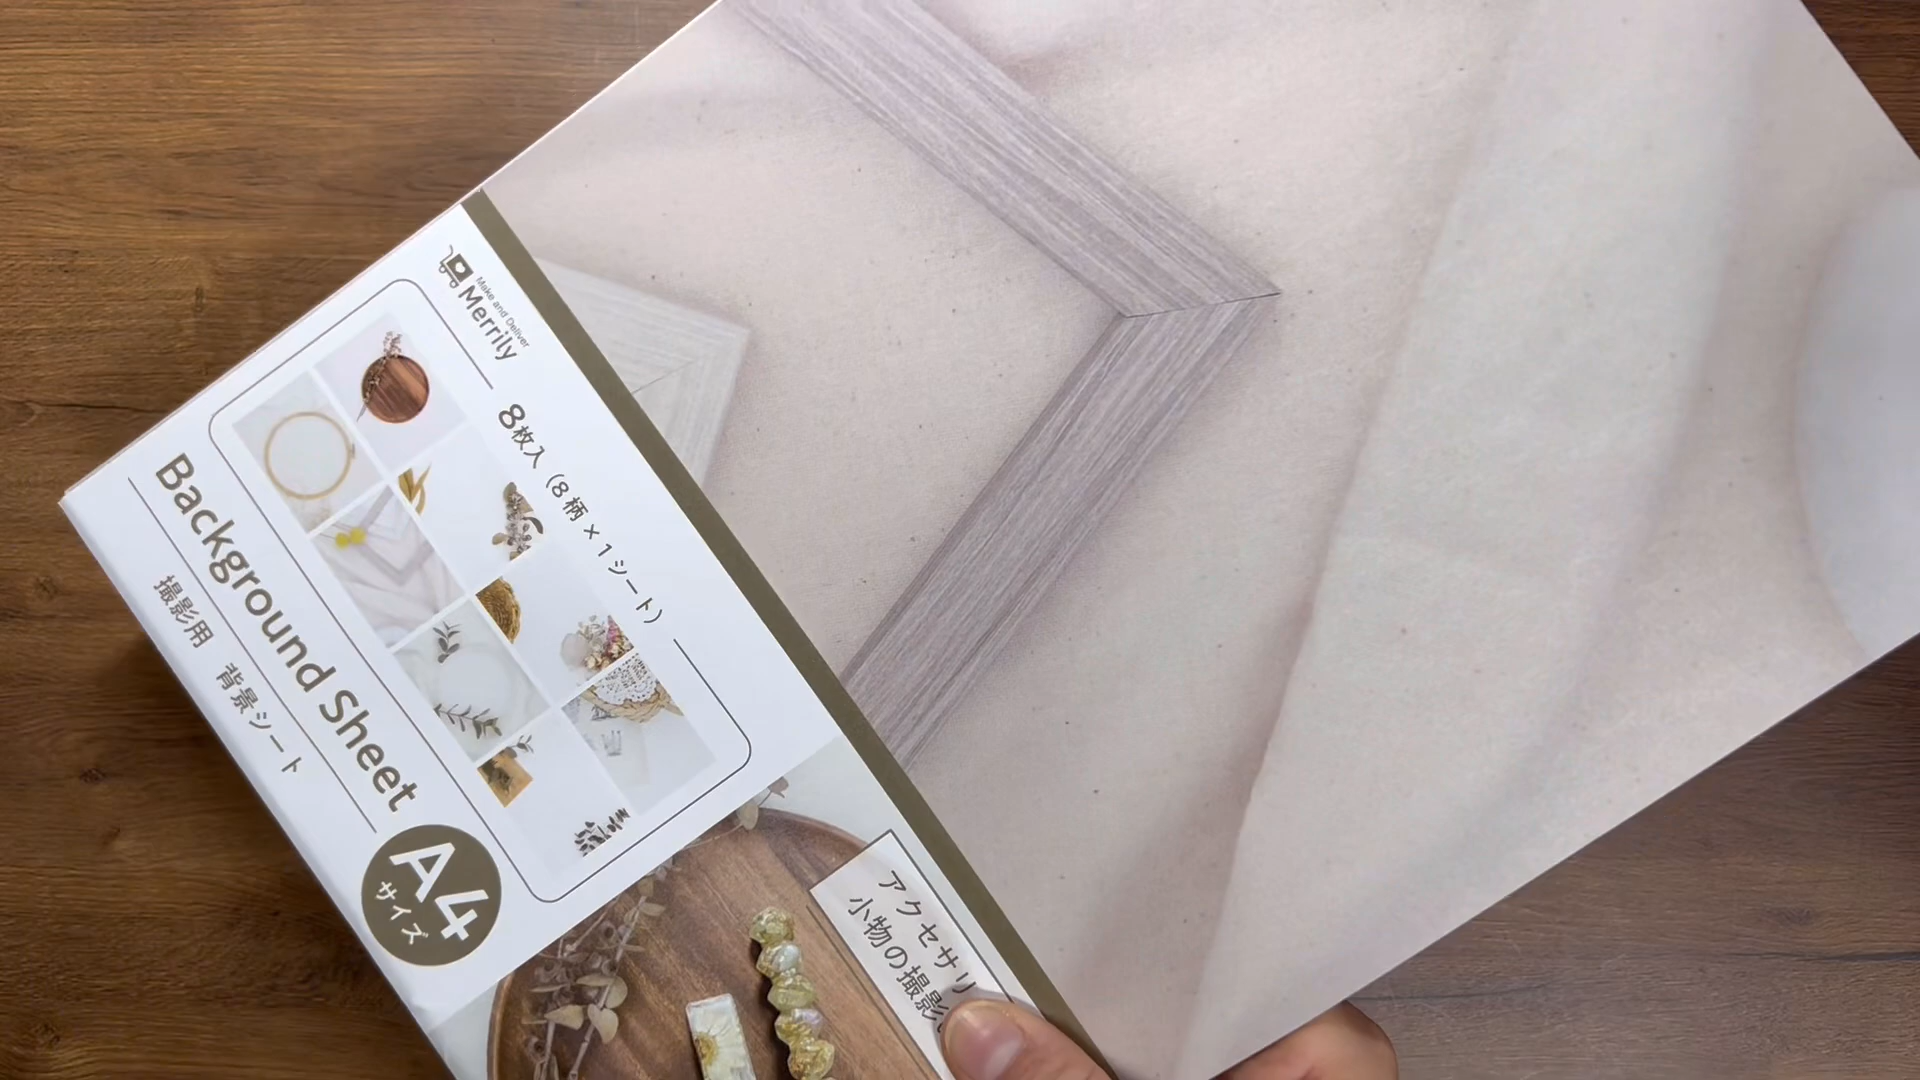 Make and Deliver
Merrily
8枚入（8柄×1シート）
Background Sheet
撮影用 背景シート
A4
サイズ
アクセサリ
小物の撮影